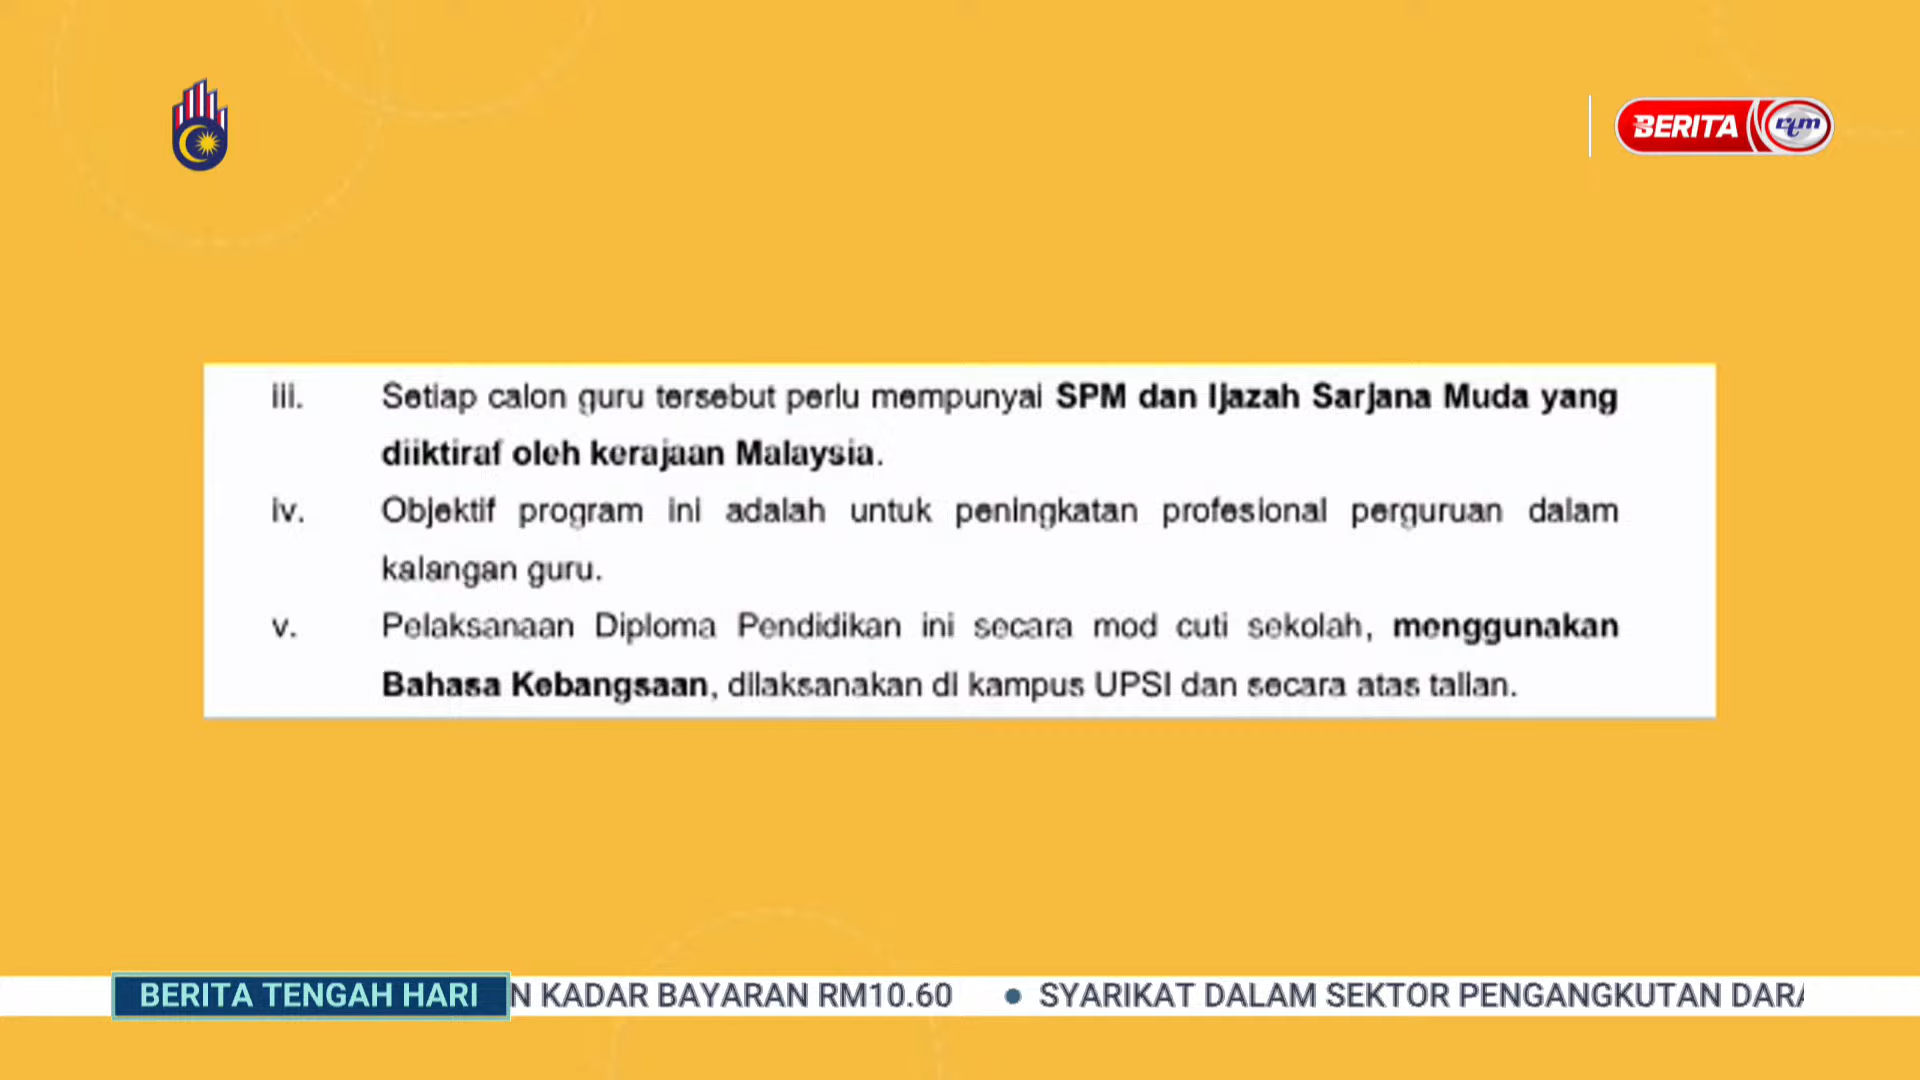 BERITA rtm
iii. Setiap calon guru tersebut perlu mempunyai SPM dan Ijazah Sarjana Muda yang
diiktiraf oleh kerajaan Malaysia.
iv. Objektif program ini adalah untuk peningkatan profesional perguruan dalam
kalangan guru.
v. Pelaksanaan Diploma Pendidikan ini secara mod cuti sekolah, menggunakan
Bahasa Kebangsaan, dilaksanakan di kampus UPSI dan secara atas talian.
BERITA TENGAH HARI N KADAR BAYARAN RM10.60 • SYARIKAT DALAM SEKTOR PENGANGKUTAN DARA